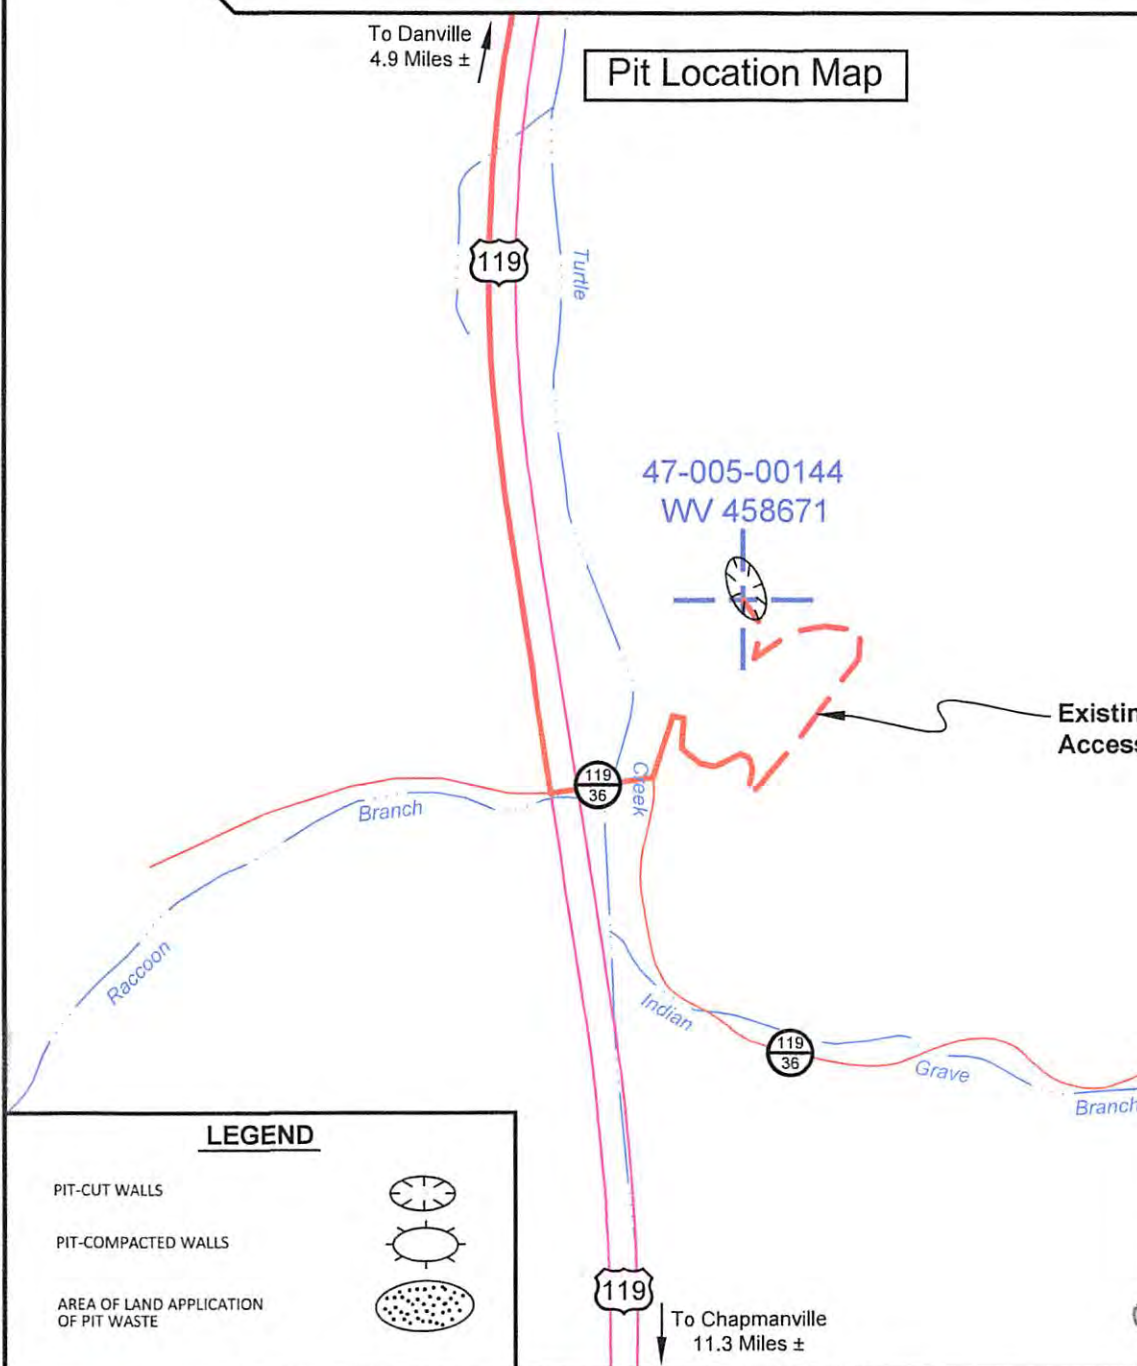 To Danville
4.9 Miles ±
Pit Location Map
119
Turtle
47-005-00144
WV 458671
119
36
Creek
Branch
Raccoon
Indian
119
36
Grave
Branch
LEGEND
PIT-CUT WALLS
PIT-COMPACTED WALLS
AREA OF LAND APPLICATION
OF PIT WASTE
119
To Chapmanville
11.3 Miles ±